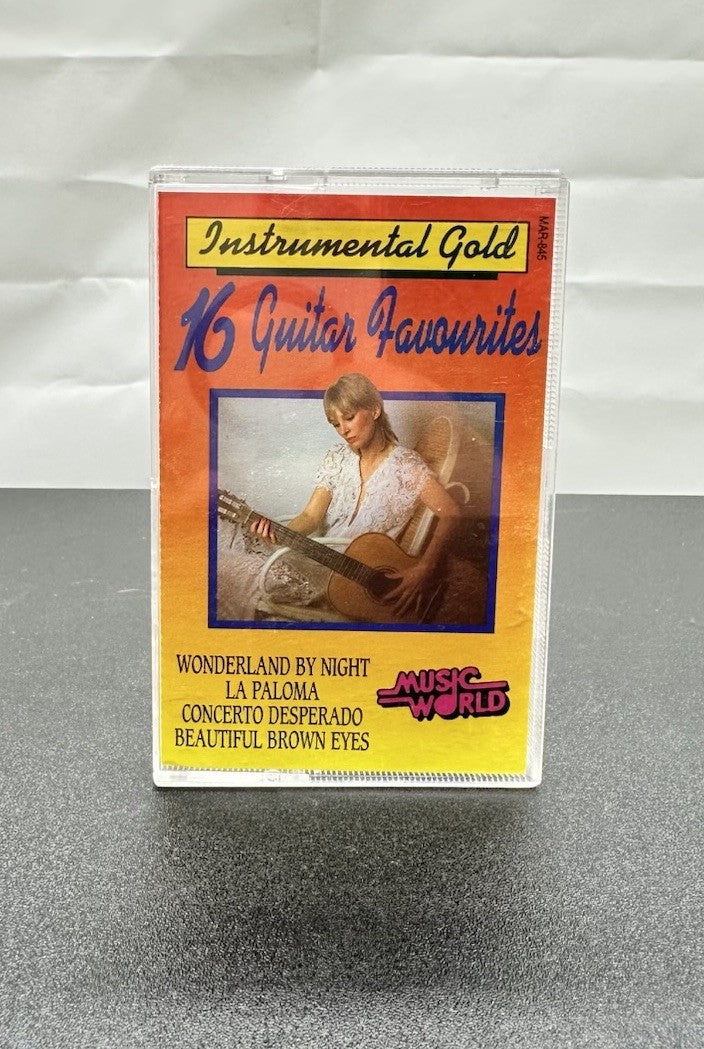 Instrumental Gold
MAR-845
16 Guitar Favourites
WONDERLAND BY NIGHT
LA PALOMA
CONCERTO DESPERADO
BEAUTIFUL BROWN EYES
MUSIC
WORLD